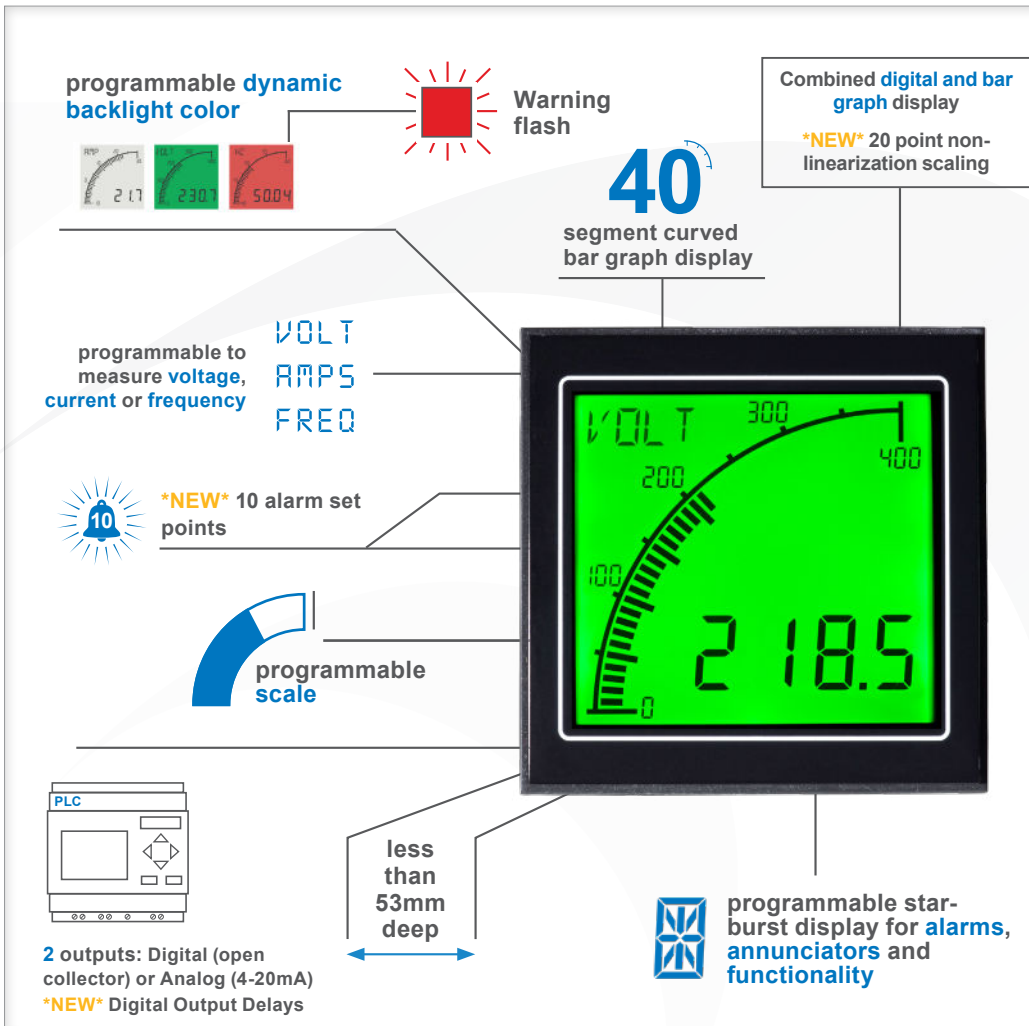 programmable dynamic
backlight color
AMP
21.7
VOLT
230.7
50.04
Warning
flash
40
segment curved
bar graph display
Combined digital and bar
graph display
*NEW* 20 point non-
linearization scaling
programmable to
measure voltage,
current or frequency
VOLT
AMPS
FREQ
10
*NEW* 10 alarm set
points
programmable
scale
VOLT
300
400
200
100
218.5
0
PLC
2 outputs: Digital (open
collector) or Analog (4-20mA)
*NEW* Digital Output Delays
less
than
53mm
deep
programmable star-
burst display for alarms,
annunciators and
functionality